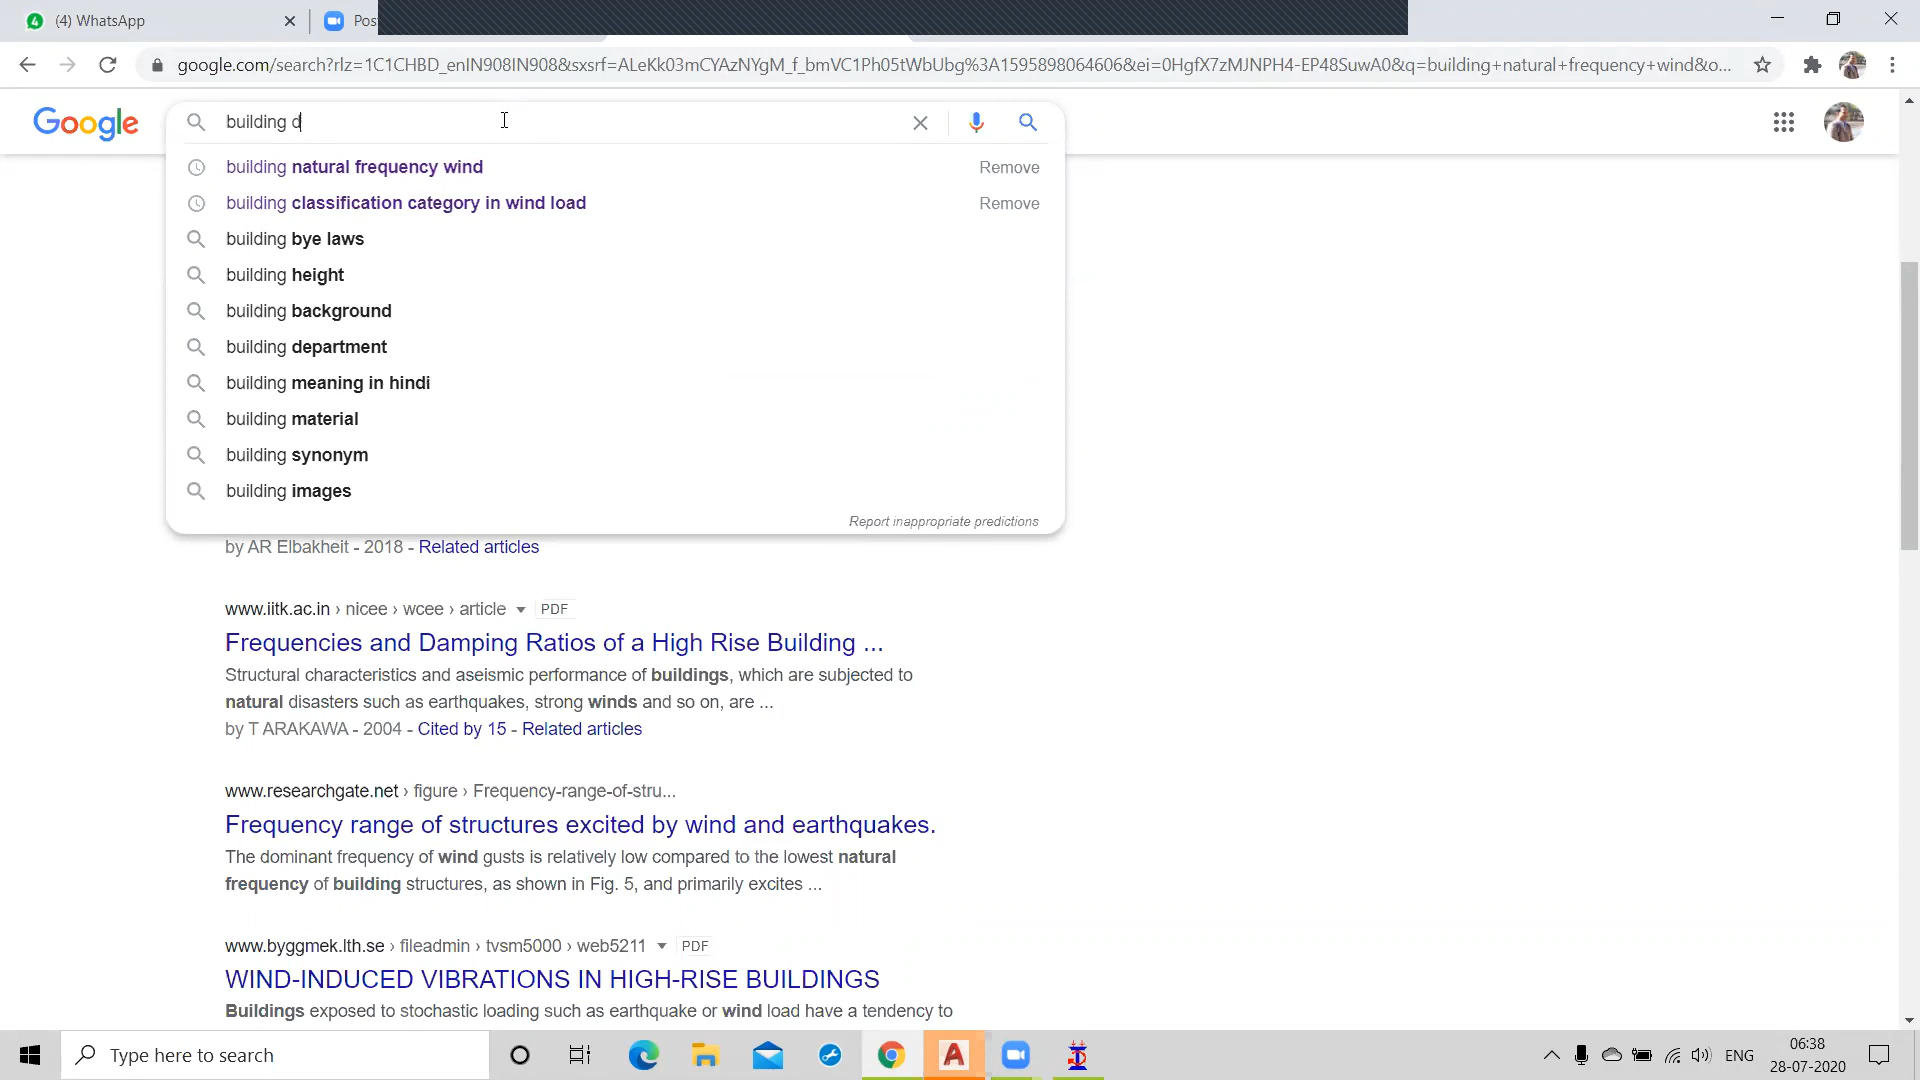 (4) WhatsApp
Pos
google.com/search?rlz=1C1CHBD_enIN908IN908&sxsrf=ALeKk03mCYAzNYgM_f_bmVC1Ph05tWbUbg%3A1595898064606&ei=0HgfX7zMJNPH4-EP48SuwA0&q=building+natural+frequency+wind&o...
Google
building d
building natural frequency wind Remove
building classification category in wind load Remove
building bye laws
building height
building background
building department
building meaning in hindi
building material
building synonym
building images
Report inappropriate predictions
by AR Elbakheit - 2018 - Related articles
www.iitk.ac.in › nicee › wcee › article PDF
Frequencies and Damping Ratios of a High Rise Building ...
Structural characteristics and aseismic performance of buildings, which are subjected to
natural disasters such as earthquakes, strong winds and so on, are ...
by T ARAKAWA - 2004 - Cited by 15 - Related articles
www.researchgate.net › figure › Frequency-range-of-stru...
Frequency range of structures excited by wind and earthquakes.
The dominant frequency of wind gusts is relatively low compared to the lowest natural
frequency of building structures, as shown in Fig. 5, and primarily excites ...
www.byggmek.lth.se › fileadmin › tvsm5000 › web5211 PDF
WIND-INDUCED VIBRATIONS IN HIGH-RISE BUILDINGS
Buildings exposed to stochastic loading such as earthquake or wind load have a tendency to
Type here to search
ENG
06:38
28-07-2020